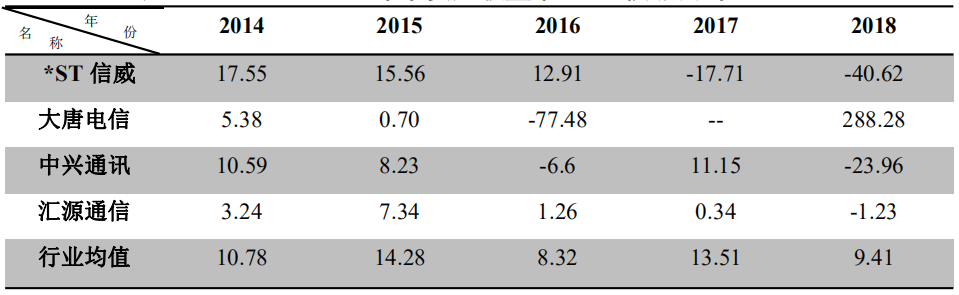 年
份
名
称
2014 2015 2016 2017 2018
*ST 信威 17.55 15.56 12.91 -17.71 -40.62
大唐电信 5.38 0.70 -77.48 -- 288.28
中兴通讯 10.59 8.23 -6.6 11.15 -23.96
汇源通信 3.24 7.34 1.26 0.34 -1.23
行业均值 10.78 14.28 8.32 13.51 9.41